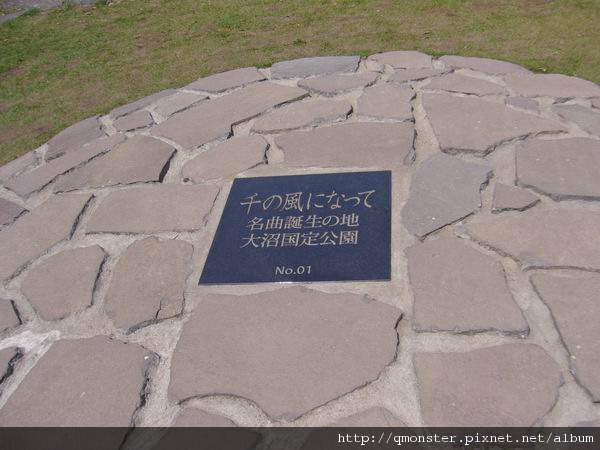 千の風になって
名曲誕生の地
大沼国定公園
No.01
http://qmonster.pixnet.net/album